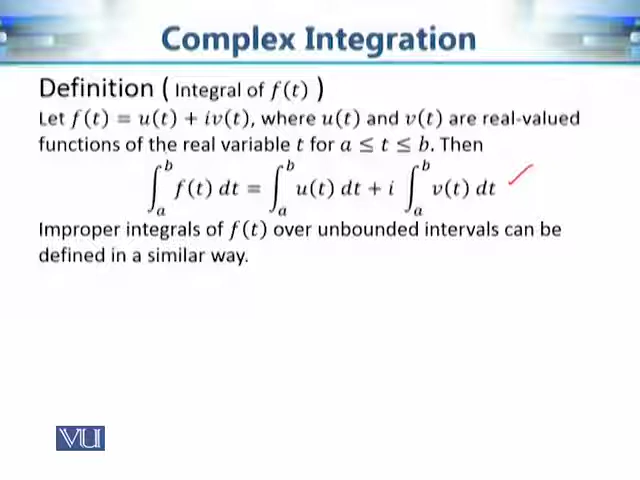 Complex Integration
Definition ( Integral of f(t) )
Let f(t) = u(t) + iv(t), where u(t) and v(t) are real-valued
functions of the real variable t for a ≤ t ≤ b. Then
∫_a^b f(t) dt = ∫_a^b u(t) dt + i ∫_a^b v(t) dt
Improper integrals of f(t) over unbounded intervals can be
defined in a similar way.
VU